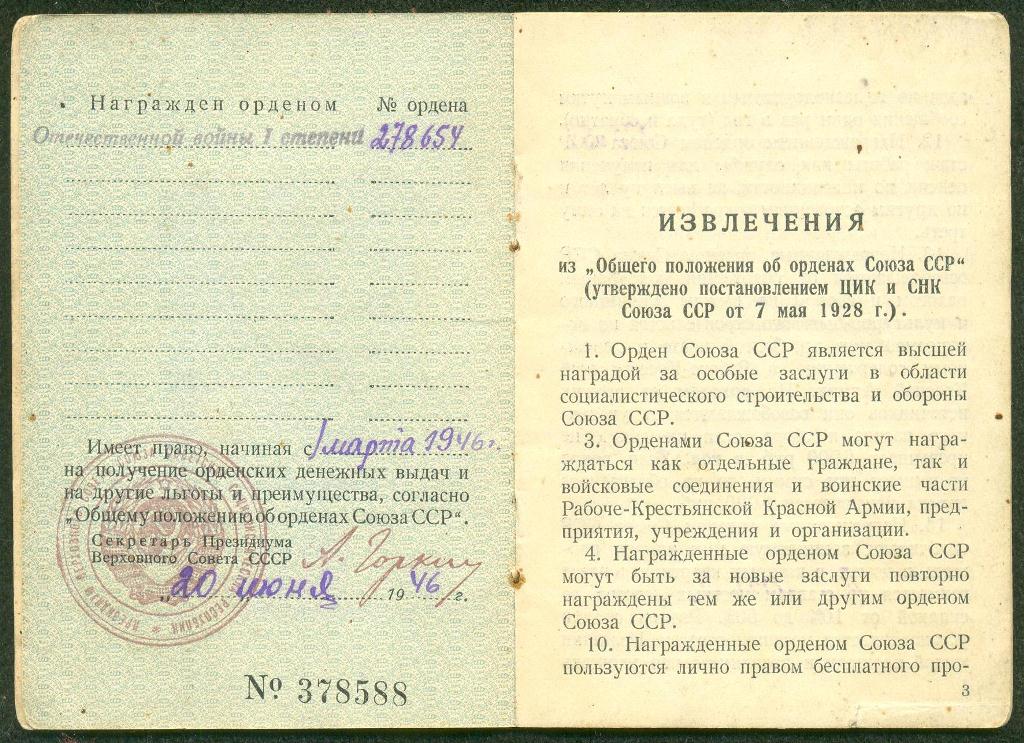 Награжден орденом № ордена
Отечественной войны I степени 278654
Имеет право, начиная с 1 марта 1946 г.
на получение орденских денежных выдач и
на другие льготы и преимущества, согласно
„Общему положению об орденах Союза ССР“.
Секретарь Президиума
Верховного Совета СССР А. Горкин
„20 июня 1946 г.
№ 378588
ИЗВЛЕЧЕНИЯ
из „Общего положения об орденах Союза ССР“
(утверждено постановлением ЦИК и СНК
Союза ССР от 7 мая 1928 г.).
1. Орден Союза ССР является высшей
наградой за особые заслуги в области
социалистического строительства и обороны
Союза ССР.
3. Орденами Союза ССР могут награ-
ждаться как отдельные граждане, так и
войсковые соединения и воинские части
Рабоче-Крестьянской Красной Армии, пред-
приятия, учреждения и организации.
4. Награжденные орденом Союза ССР
могут быть за новые заслуги повторно
награждены тем же или другим орденом
Союза ССР.
10. Награжденные орденом Союза ССР
пользуются лично правом бесплатного про-
3